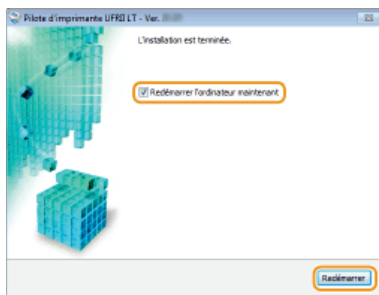 Pilote d'imprimante UFRII LT - Ver.
L'installation est terminée.
Redémarrer l'ordinateur maintenant
Redémarrer